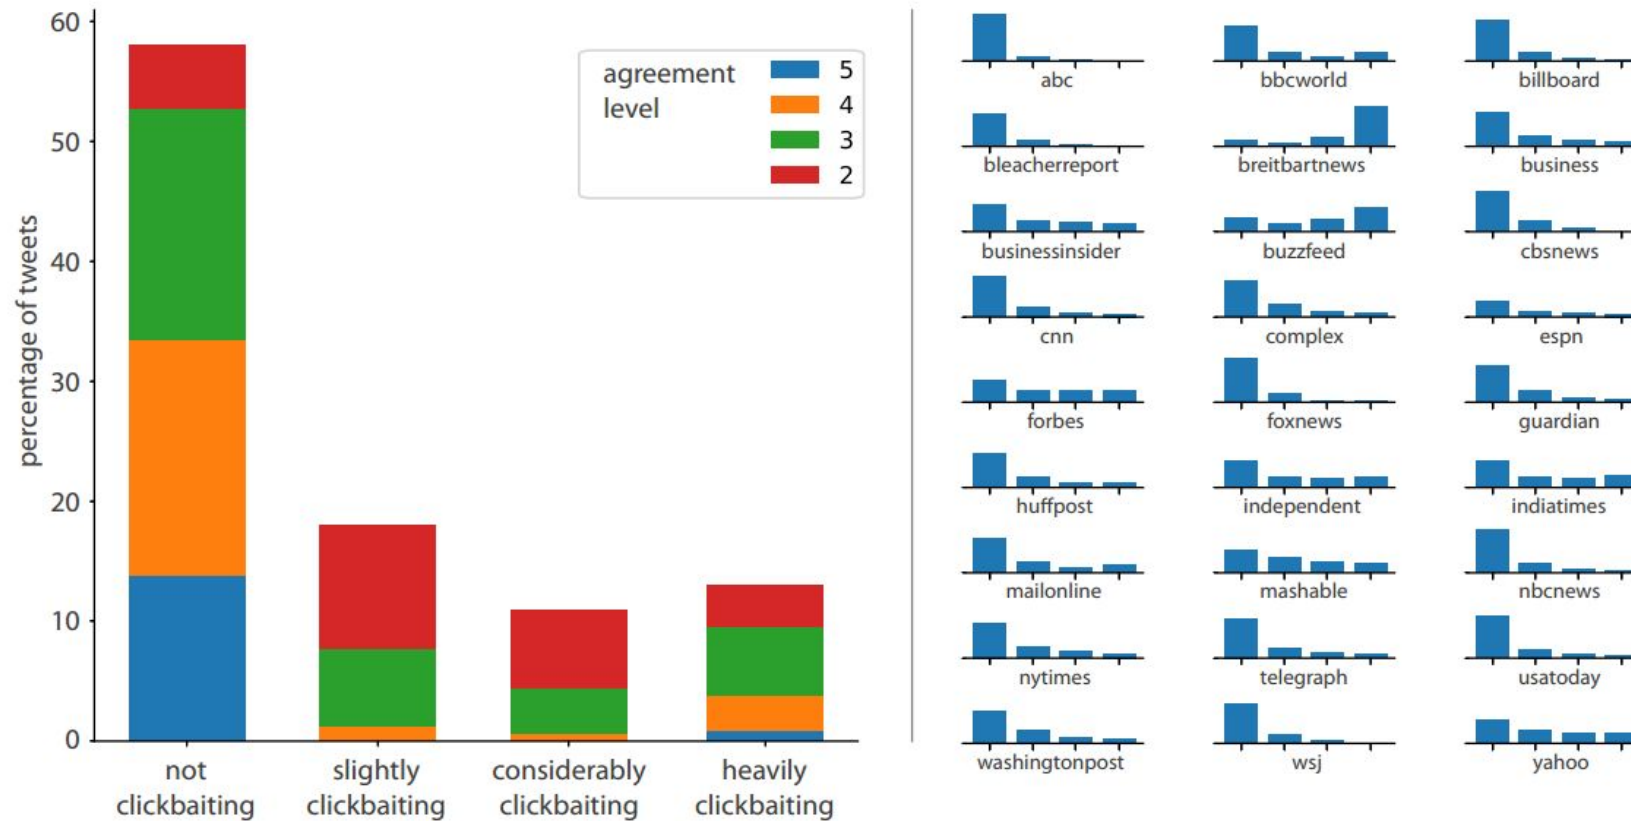 60
50
40
30
20
10
0
percentage of tweets
agreement
level
5
4
3
2
not
clickbaiting
slightly
clickbaiting
considerably
clickbaiting
heavily
clickbaiting
abc bbcworld billboard
bleacherreport breitbartnews business
businessinsider buzzfeed cbsnews
cnn complex espn
forbes foxnews guardian
huffpost independent indiatimes
mailonline mashable nbcnews
nytimes telegraph usatoday
washingtonpost wsj yahoo